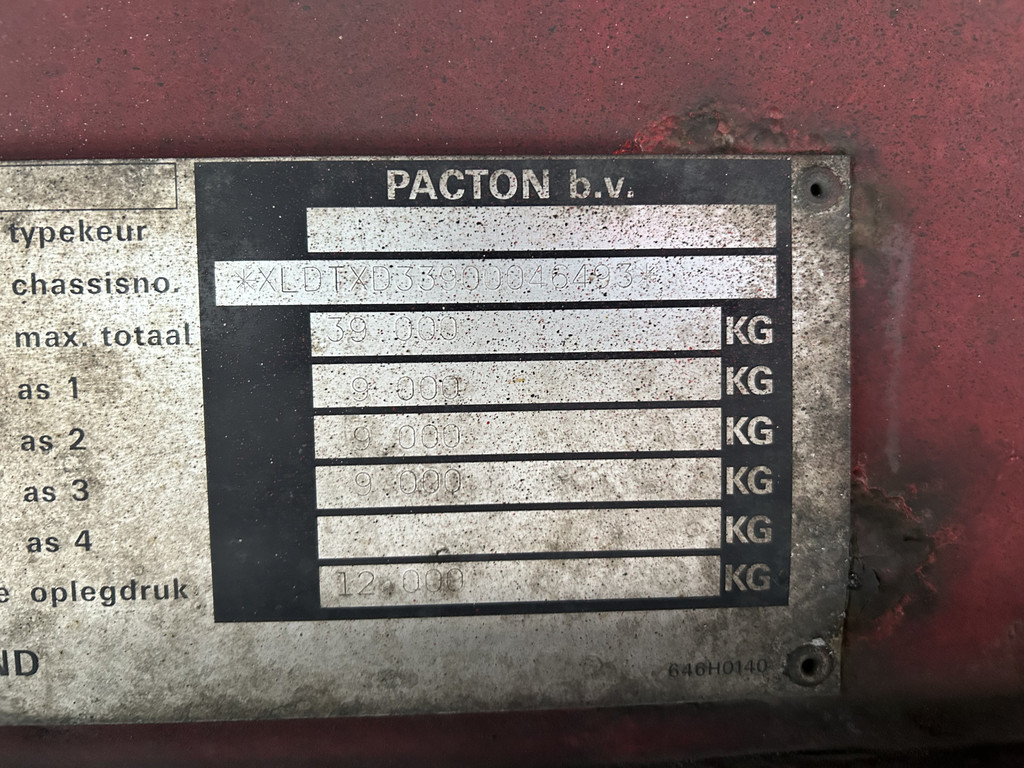 PACTON b.v.
typekeur
chassisno. *XLDTXD33900046493*
max. totaal 39.000 KG
as 1 9.000 KG
as 2 9.000 KG
as 3 9.000 KG
as 4 KG
oplegdruk 12.000 KG
ND
646H0140